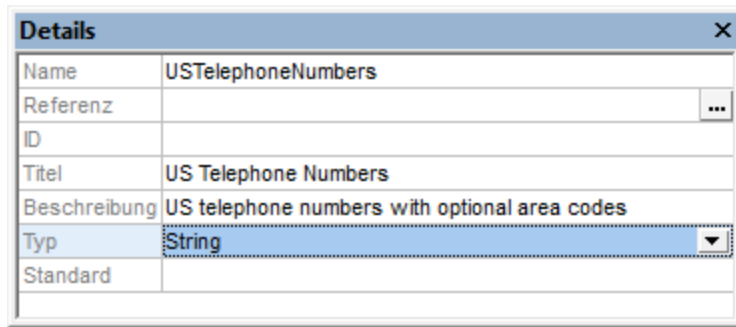 Details
Name USTelephoneNumbers
Referenz ...
ID
Titel US Telephone Numbers
Beschreibung US telephone numbers with optional area codes
Typ String
Standard